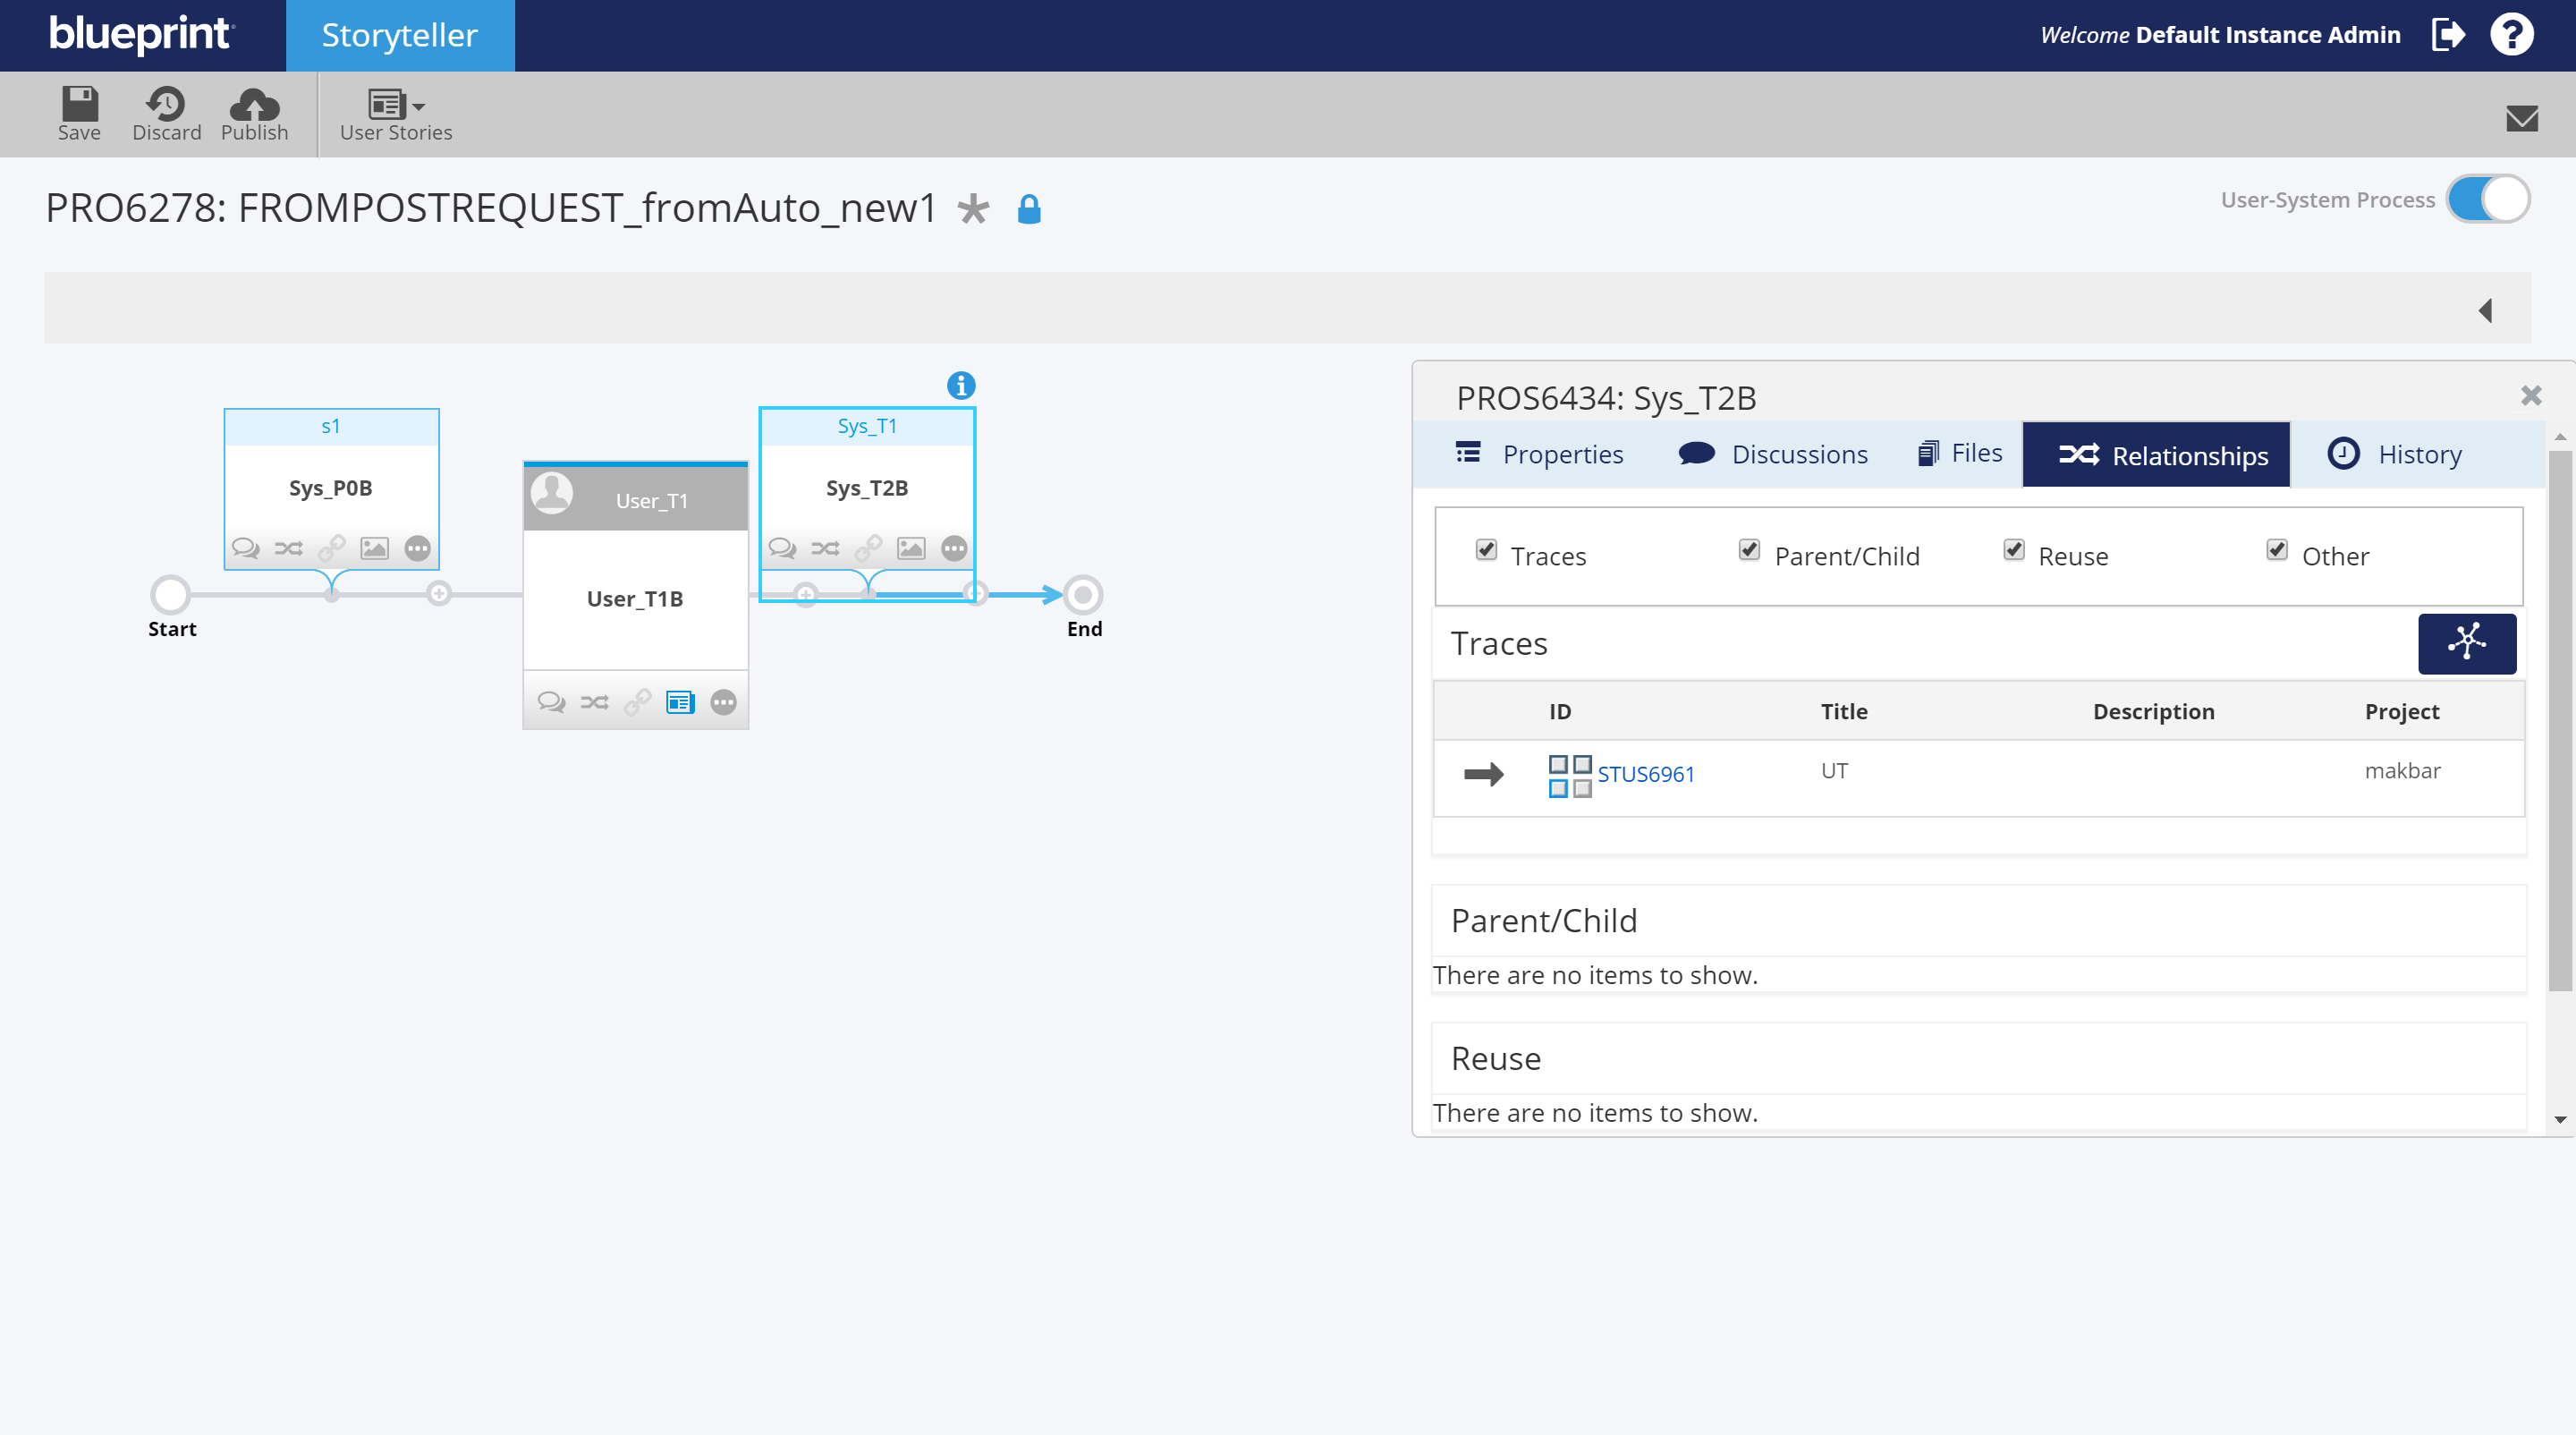 blueprint
Storyteller
Welcome Default Instance Admin
Save
Discard
Publish
User Stories
PRO6278: FROMPOSTREQUEST_fromAuto_new1 *
User-System Process
s1
Sys_P0B
Start
User_T1
User_T1B
Sys_T1
Sys_T2B
End
PROS6434: Sys_T2B
Properties
Discussions
Files
Relationships
History
Traces
Parent/Child
Reuse
Other
Traces
ID Title Description Project
STUS6961 UT makbar
Parent/Child
There are no items to show.
Reuse
There are no items to show.